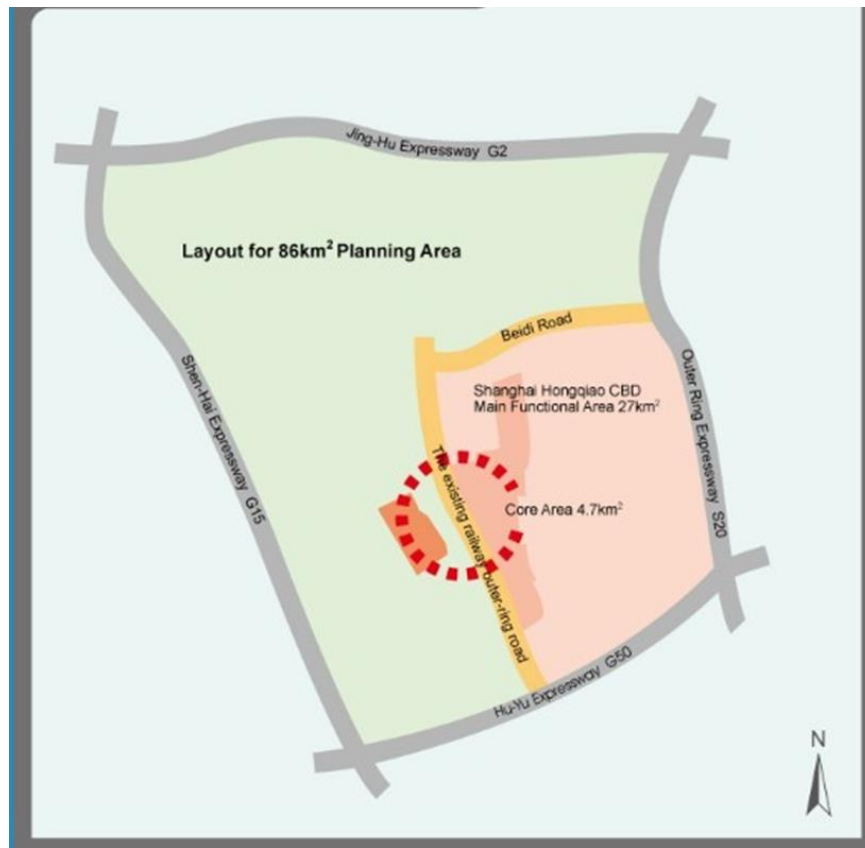 Jing-Hu Expressway G2
Layout for 86km² Planning Area
Beidi Road
Shen-Hai Expressway G15
Outer Ring Expressway S20
Shanghai Hongqiao CBD
Main Functional Area 27km²
The existing railway outer-ring road
Core Area 4.7km²
Hu-Yu Expressway G50
N